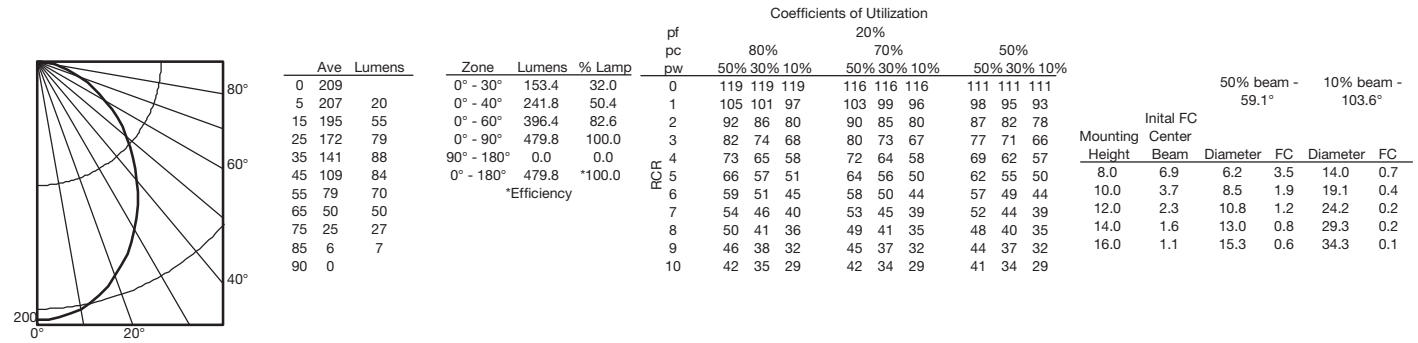 80°
60°
40°
200
0° 20°
Ave Lumens
0 209
5 207 20
15 195 55
25 172 79
35 141 88
45 109 84
55 79 70
65 50 50
75 25 27
85 6 7
90 0
Zone Lumens % Lamp
0° - 30° 153.4 32.0
0° - 40° 241.8 50.4
0° - 60° 396.4 82.6
0° - 90° 479.8 100.0
90° - 180° 0.0 0.0
0° - 180° 479.8 *100.0
*Efficiency
Coefficients of Utilization
pf 20%
pc 80% 70% 50%
pw 50% 30% 10% 50% 30% 10% 50% 30% 10%
RCR
0 119 119 119 116 116 116 111 111 111
1 105 101 97 103 99 96 98 95 93
2 92 86 80 90 85 80 87 82 78
3 82 74 68 80 73 67 77 71 66
4 73 65 58 72 64 58 69 62 57
5 66 57 51 64 56 50 62 55 50
6 59 51 45 58 50 44 57 49 44
7 54 46 40 53 45 39 52 44 39
8 50 41 36 49 41 35 48 40 35
9 46 38 32 45 37 32 44 37 32
10 42 35 29 42 34 29 41 34 29
50% beam - 10% beam -
59.1° 103.6°
Inital FC
Mounting Center
Height Beam Diameter FC Diameter FC
8.0 6.9 6.2 3.5 14.0 0.7
10.0 3.7 8.5 1.9 19.1 0.4
12.0 2.3 10.8 1.2 24.2 0.2
14.0 1.6 13.0 0.8 29.3 0.2
16.0 1.1 15.3 0.6 34.3 0.1